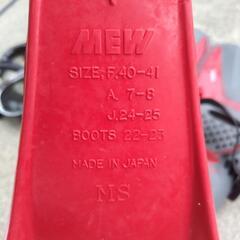 MEW
SIZE,F.40-41
A. 7-8
J.24-25
BOOTS 22-23
MADE IN JAPAN
MS